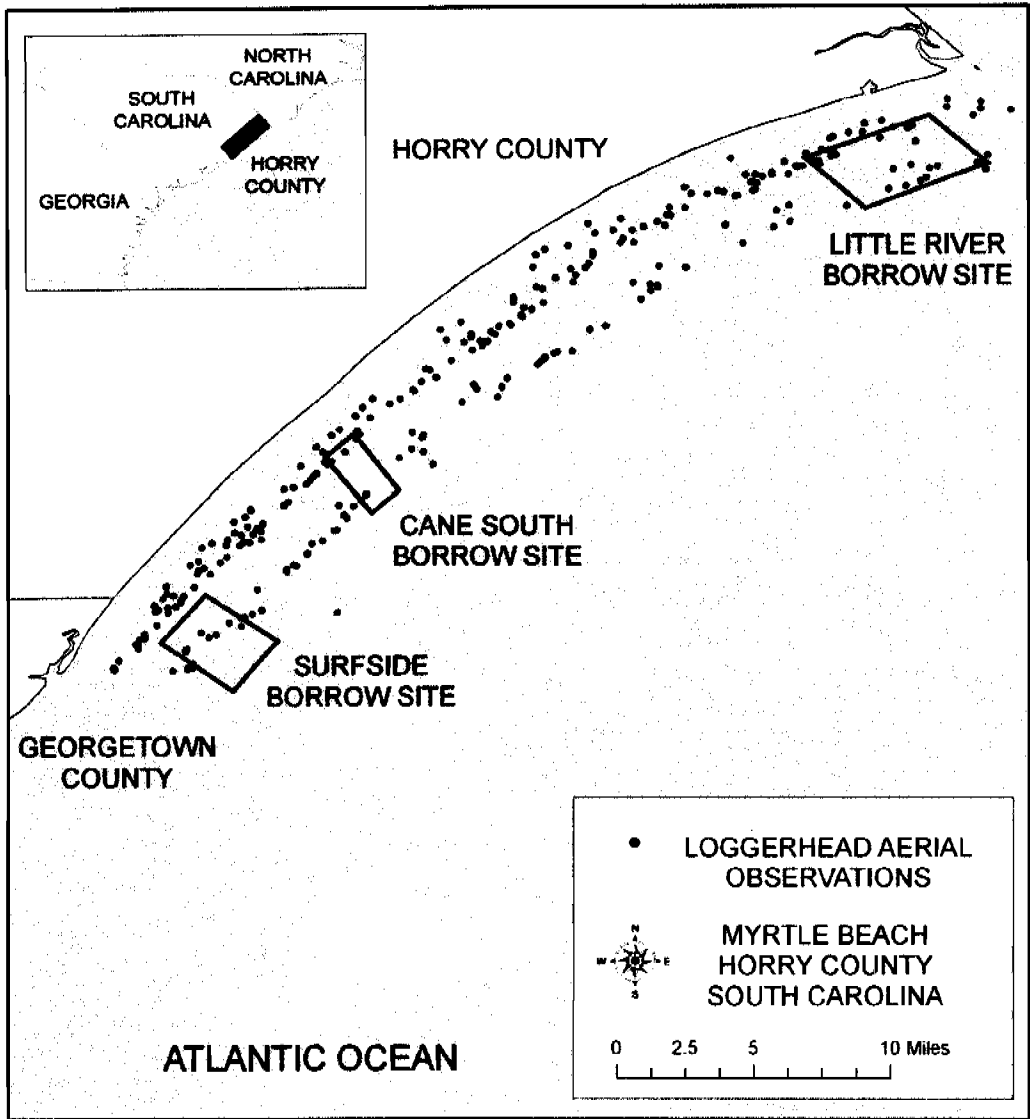 NORTH
CAROLINA
SOUTH
CAROLINA
HORRY
COUNTY
GEORGIA
HORRY COUNTY
LITTLE RIVER
BORROW SITE
CANE SOUTH
BORROW SITE
SURFSIDE
BORROW SITE
GEORGETOWN
COUNTY
LOGGERHEAD AERIAL
OBSERVATIONS
N
W E
S
MYRTLE BEACH
HORRY COUNTY
SOUTH CAROLINA
0 2.5 5 10 Miles
ATLANTIC OCEAN